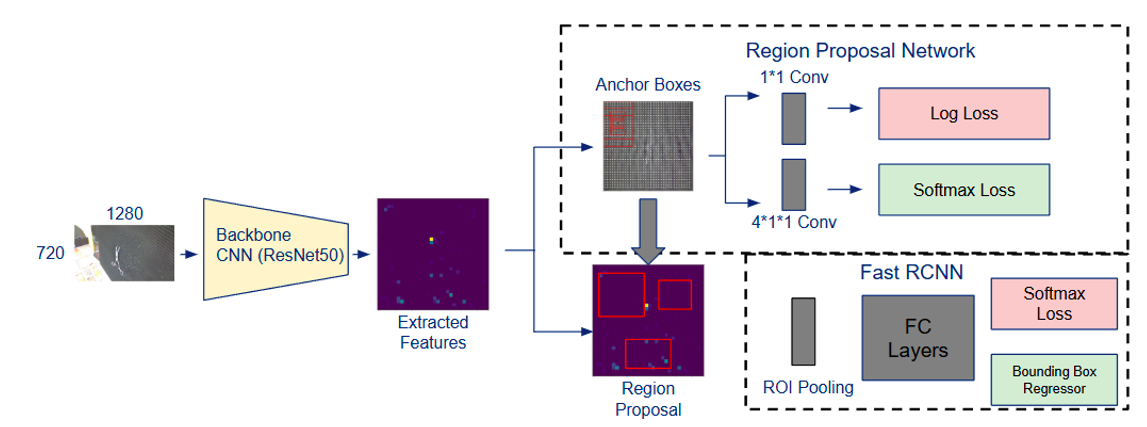 Region Proposal Network
Anchor Boxes
1*1 Conv
Log Loss
Softmax Loss
4*1*1 Conv
1280
720
Backbone
CNN (ResNet50)
Extracted
Features
Region
Proposal
Fast RCNN
ROI Pooling
FC
Layers
Softmax
Loss
Bounding Box
Regressor